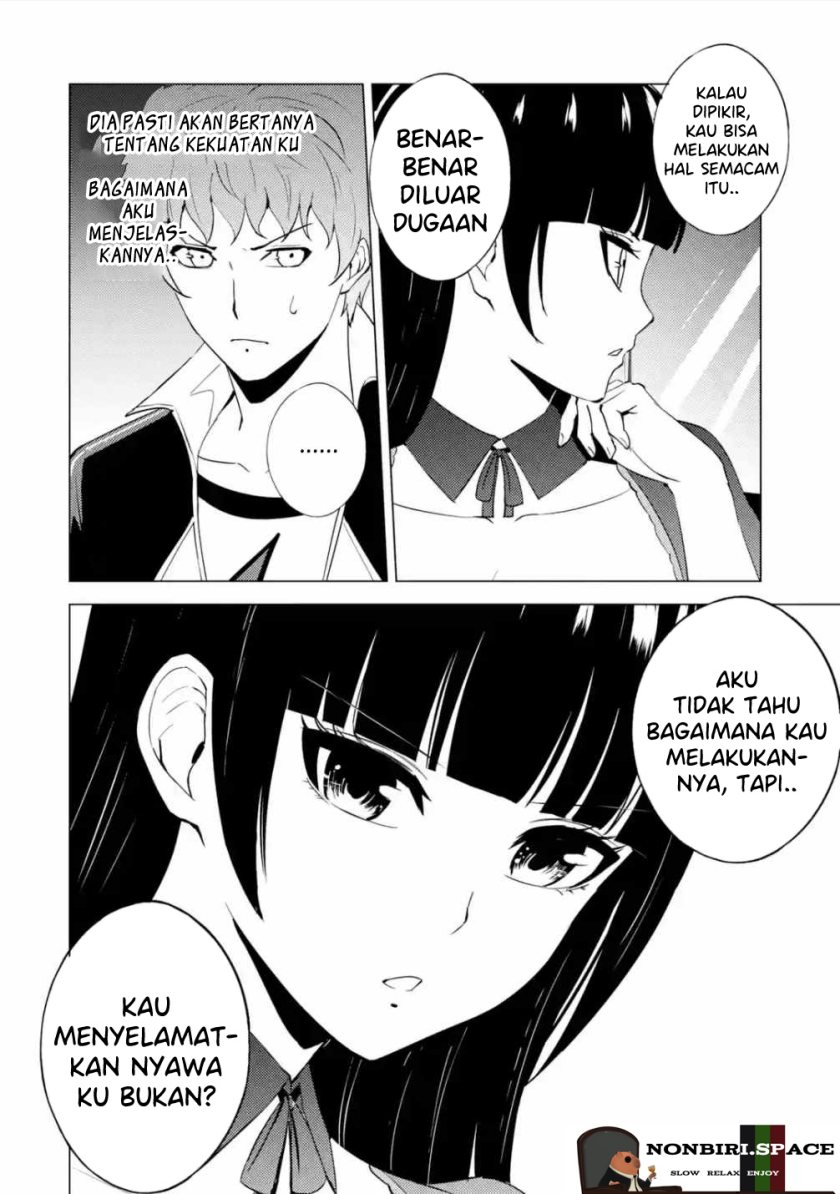 KALAU
DIPIKIR,
KAU BISA
MELAKUKAN
HAL SEMACAM
ITU..
BENAR-
BENAR
DILUAR
DUGAAN
DIA PASTI AKAN BERTANYA
TENTANG KEKUATAN KU
BAGAIMANA
AKU
MENJELAS-
KANNYA..
......
AKU
TIDAK TAHU
BAGAIMANA KAU
MELAKUKAN-
NYA, TAPI..
KAU
MENYELAMAT-
KAN NYAWA
KU BUKAN?
NONBIRI.SPACE
SLOW RELAX ENJOY